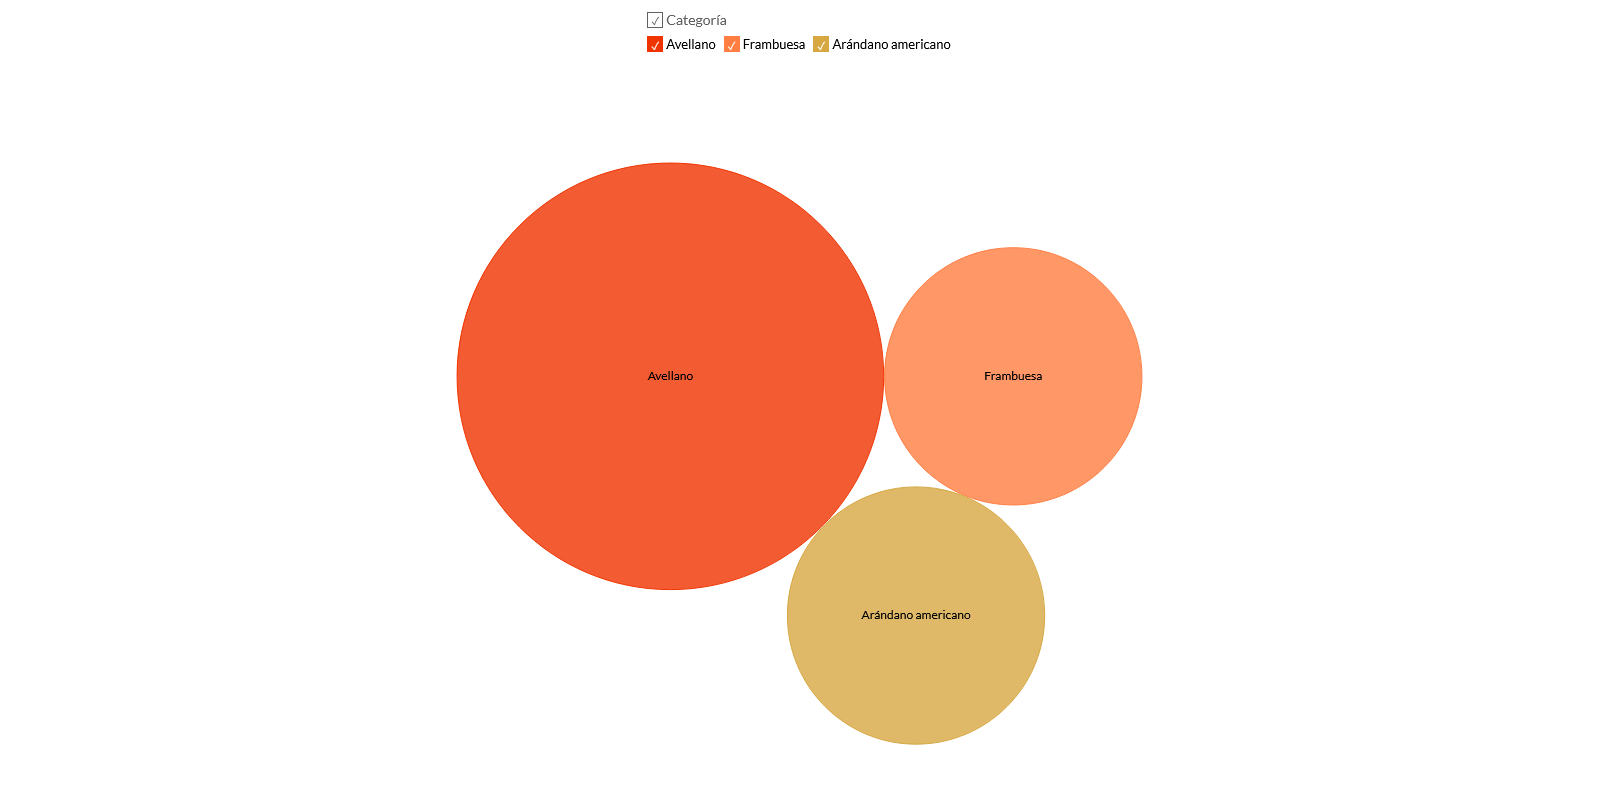 Categoría
Avellano Frambuesa Arándano americano
Avellano
Frambuesa
Arándano americano